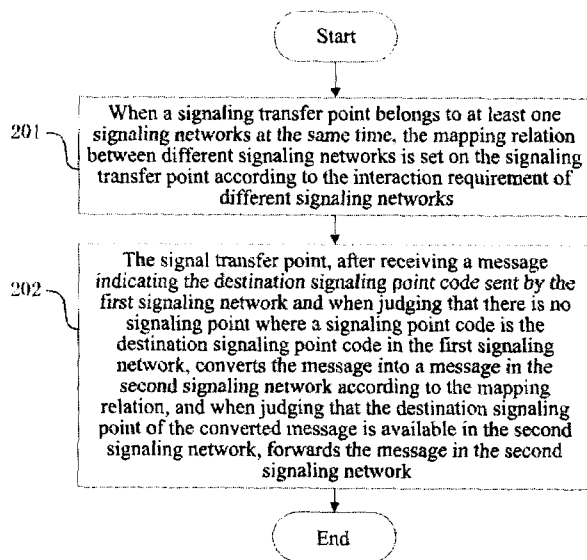 Start
201
When a signaling transfer point belongs to at least one
signaling networks at the same time, the mapping relation
between different signaling networks is set on the signaling
transfer point according to the interaction requirement of
different signaling networks
202
The signal transfer point, after receiving a message
indicating the destination signaling point code sent by the
first signaling network and when judging that there is no
signaling point where a signaling point code is the
destination signaling point code in the first signaling
network, converts the message into a message in the
second signaling network according to the mapping
relation, and when judging that the destination signaling
point of the converted message is available in the second
signaling network, forwards the message in the second
signaling network
End